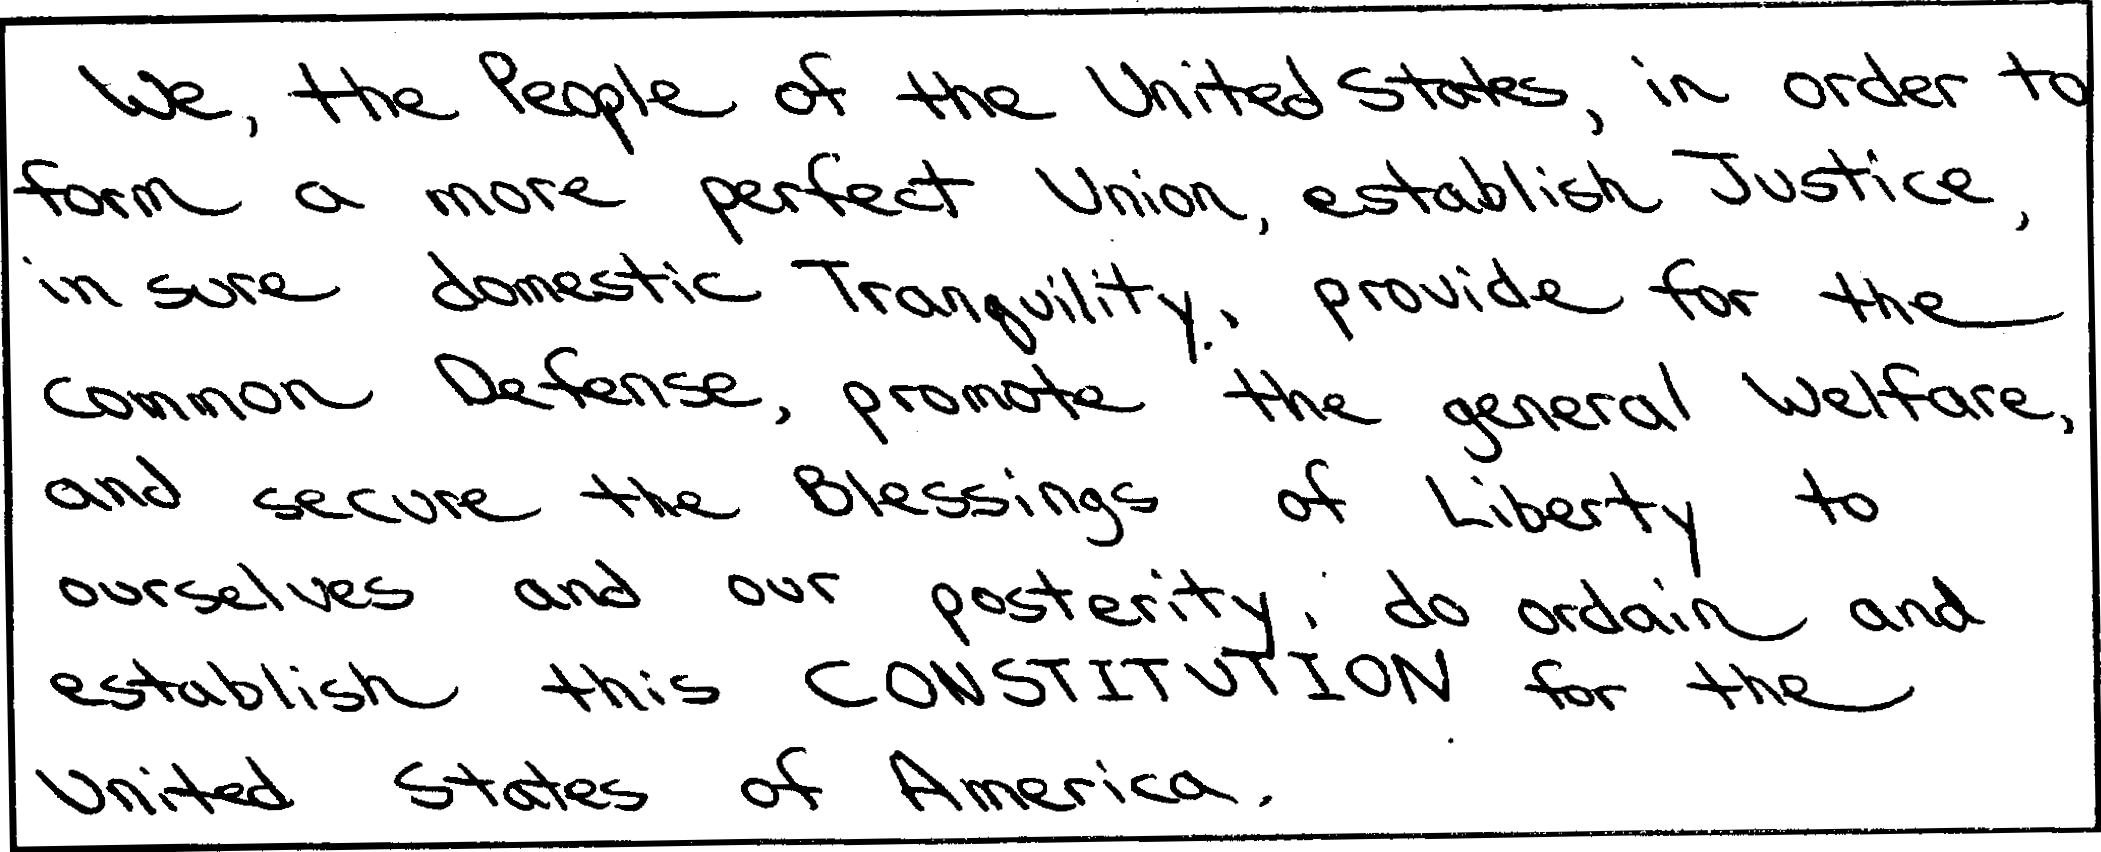 We, the People of the United States, in order to
form a more perfect Union, establish Justice,
insure domestic Tranquility, provide for the
common Defense, promote the general Welfare,
and secure the Blessings of Liberty to
ourselves and our posterity, do ordain and
establish this CONSTITUTION for the
United States of America.